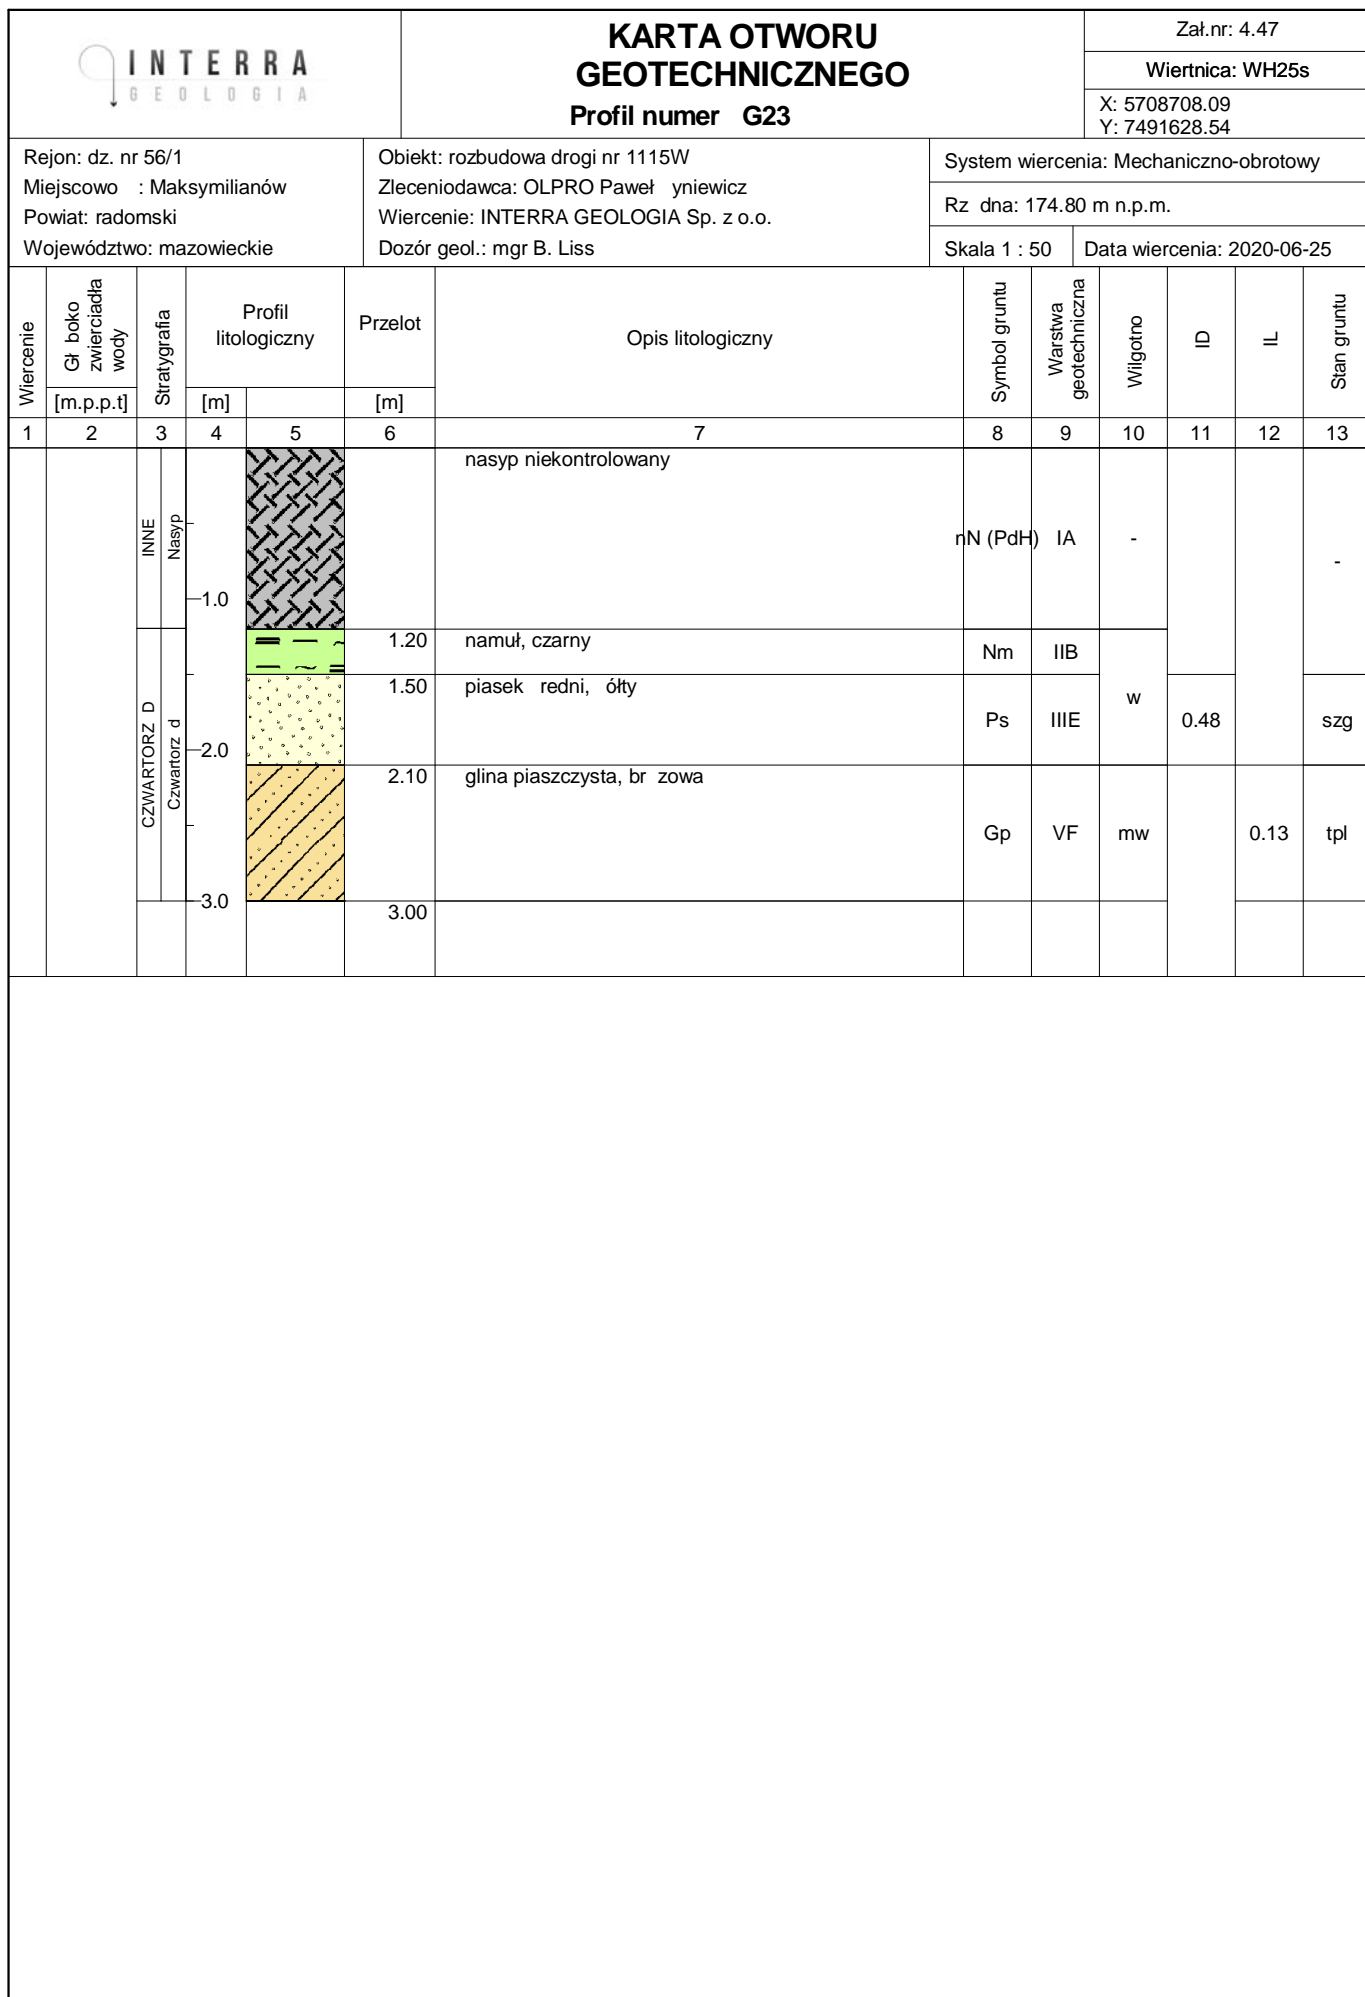 INTERRA
GEOLOGIA
KARTA OTWORU
GEOTECHNICZNEGO
Profil numer G23
Zał.nr: 4.47
Wiertnica: WH25s
X: 5708708.09
Y: 7491628.54
Rejon: dz. nr 56/1
Miejscowo : Maksymilianów
Powiat: radomski
Województwo: mazowieckie
Obiekt: rozbudowa drogi nr 1115W
Zleceniodawca: OLPRO Paweł yniewicz
Wiercenie: INTERRA GEOLOGIA Sp. z o.o.
Dozór geol.: mgr B. Liss
System wiercenia: Mechaniczno-obrotowy
Rz dna: 174.80 m n.p.m.
Skala 1 : 50
Data wiercenia: 2020-06-25
Wiercenie
Gł boko
zwierciadła
wody
[m.p.p.t]
Stratygrafia
Profil
litologiczny
[m]
Przelot
[m]
Opis litologiczny
Symbol gruntu
Warstwa
geotechniczna
Wilgotno
ID
IL
Stan gruntu
1 2 3 4 5 6 7 8 9 10 11 12 13
INNE
Nasyp
nasyp niekontrolowany
nN (PdH) IA - -
1.0
1.20 namuł, czarny
Nm IIB
CZWARTORZ D
Czwartorz d
1.50 piasek redni, ółty
w
Ps IIIE 0.48 szg
2.0
2.10 glina piaszczysta, br zowa
Gp VF mw 0.13 tpl
3.0
3.00